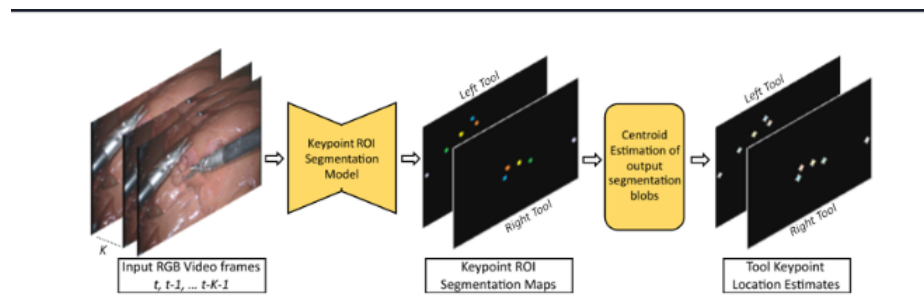 K
Input RGB Video frames
t, t-1, ... t-K-1
Keypoint ROI
Segmentation
Model
Left Tool
Right Tool
Keypoint ROI
Segmentation Maps
Centroid
Estimation of
output
segmentation
blobs
Left Tool
Right Tool
Tool Keypoint
Location Estimates